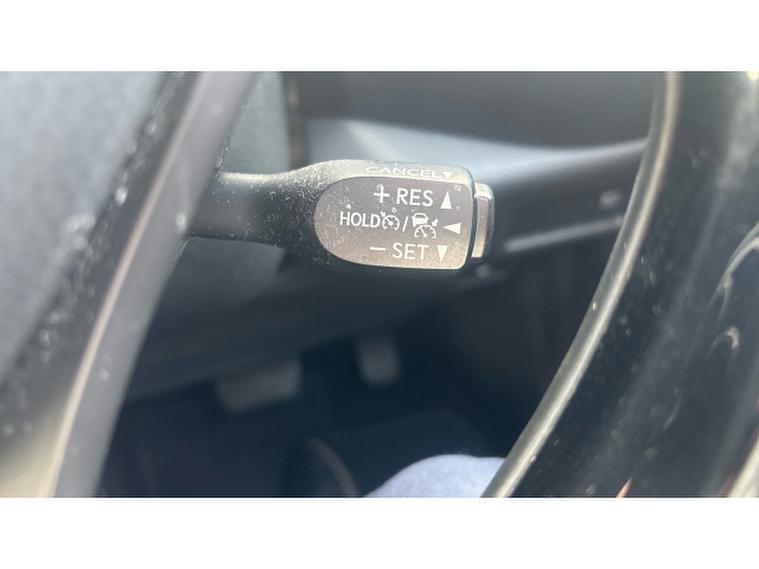 CANCEL▼
+ RES ▲
HOLD / ◀
− SET ▼